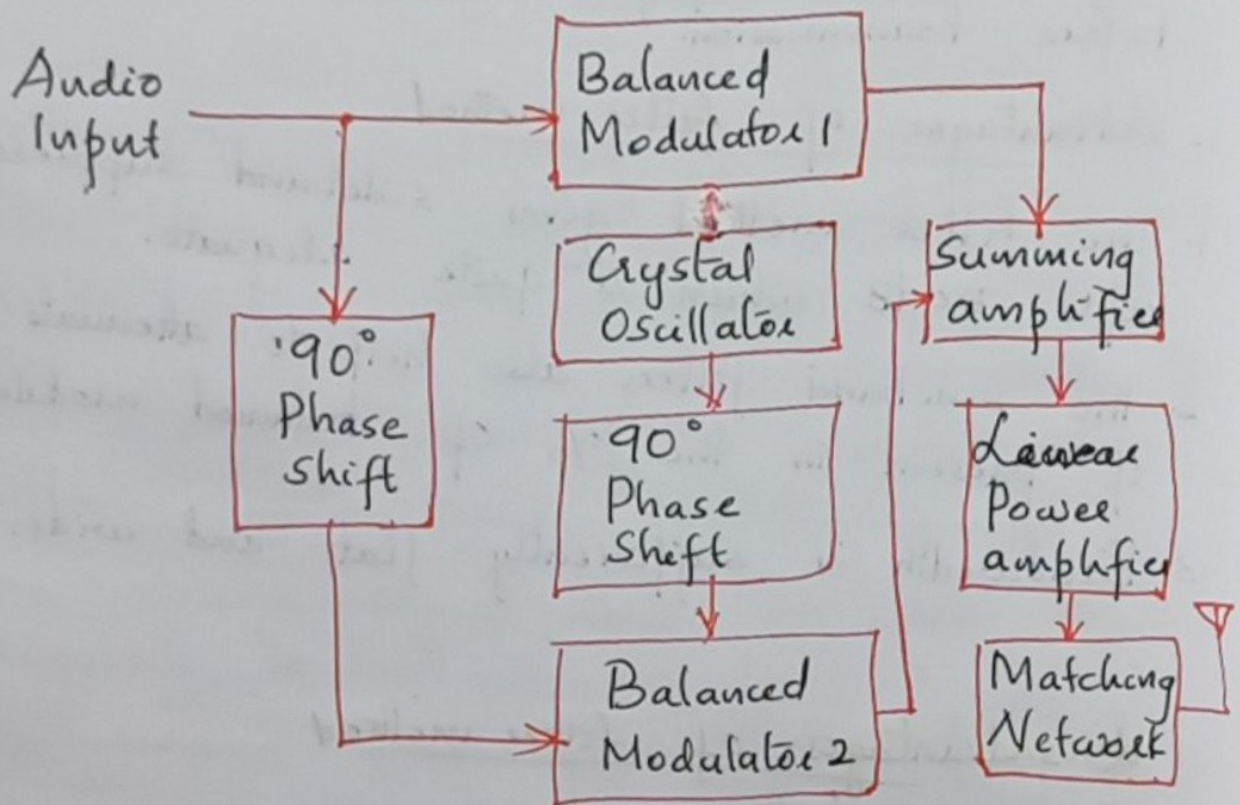 Audio
Input
Balanced
Modulator 1
Crystal
Oscillator
Summing
amplifier
90°
Phase
Shift
90°
Phase
Shift
Linear
Power
amplifier
Balanced
Modulator 2
Matching
Network